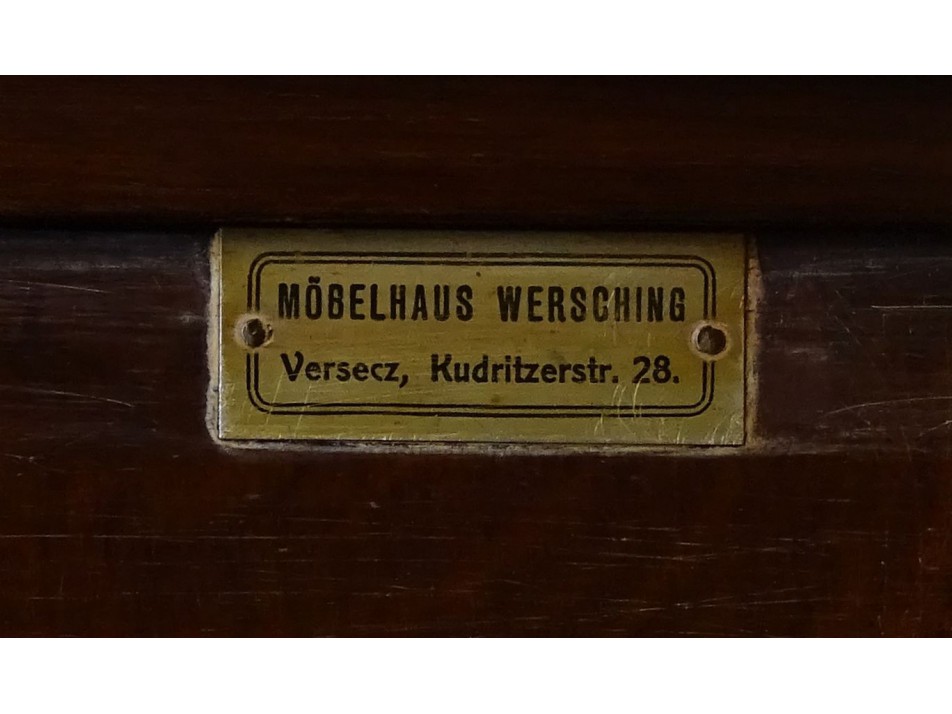 MÖBELHAUS WERSCHING
Versecz, Kudritzerstr. 28.